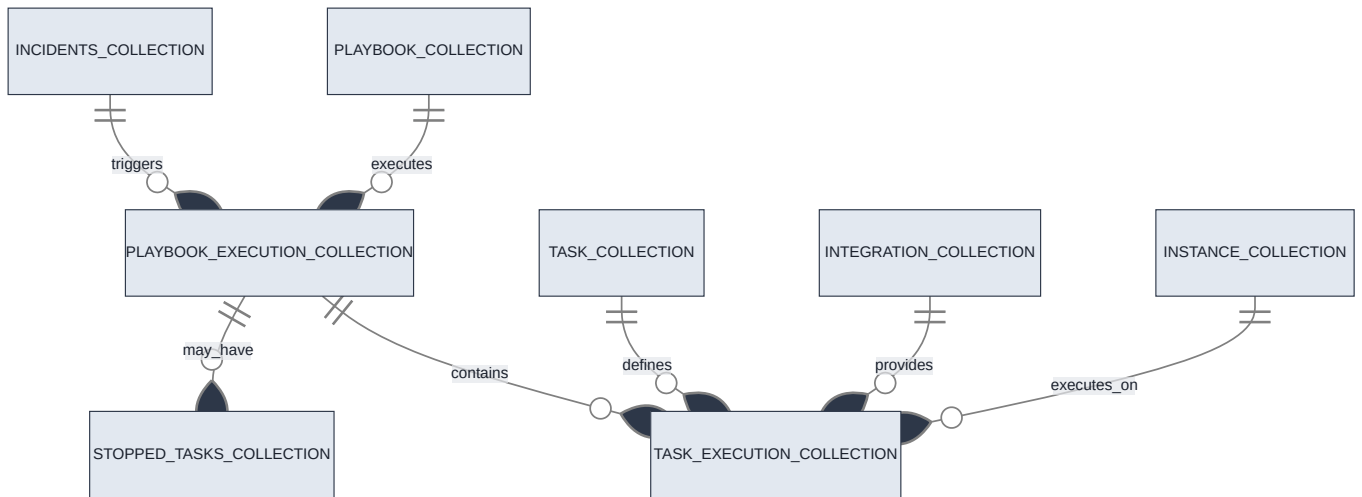 INCIDENTS_COLLECTION
PLAYBOOK_COLLECTION
triggers
executes
PLAYBOOK_EXECUTION_COLLECTION
TASK_COLLECTION
INTEGRATION_COLLECTION
INSTANCE_COLLECTION
may_have
contains
defines
provides
executes_on
STOPPED_TASKS_COLLECTION
TASK_EXECUTION_COLLECTION